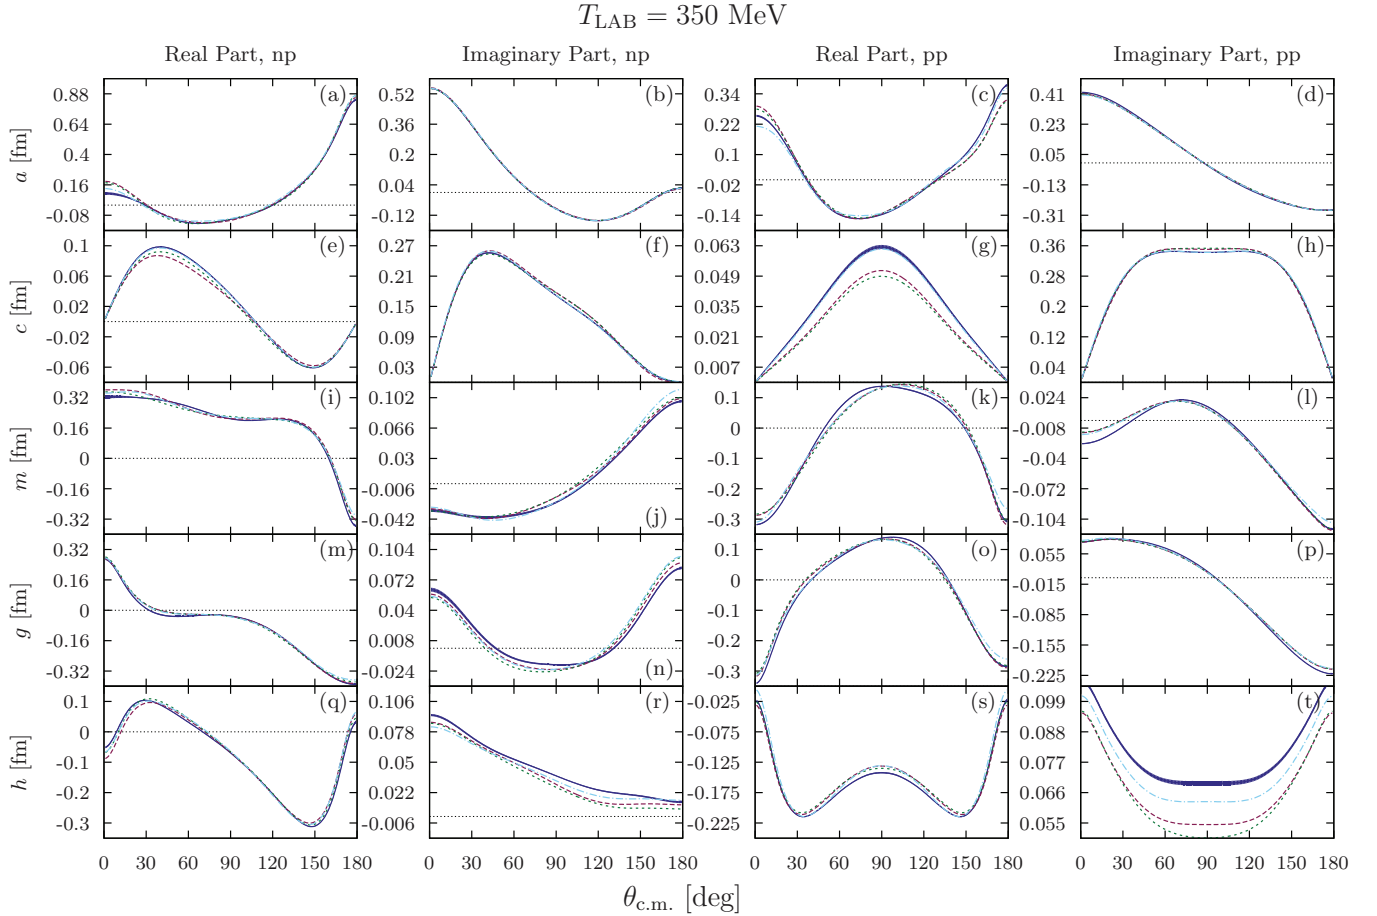 T_LAB = 350 MeV
Real Part, np Imaginary Part, np Real Part, pp Imaginary Part, pp
a [fm]
0.88 0.64 0.4 0.16 -0.08 (a)
0.52 0.36 0.2 0.04 -0.12 (b)
0.34 0.22 0.1 -0.02 -0.14 (c)
0.41 0.23 0.05 -0.13 -0.31 (d)
c [fm]
0.1 0.06 0.02 -0.02 -0.06 (e)
0.27 0.21 0.15 0.09 0.03 (f)
0.063 0.049 0.035 0.021 0.007 (g)
0.36 0.28 0.2 0.12 0.04 (h)
m [fm]
0.32 0.16 0 -0.16 -0.32 (i)
0.102 0.066 0.03 -0.006 -0.042 (j)
0.1 0 -0.1 -0.2 -0.3 (k)
0.024 -0.008 -0.04 -0.072 -0.104 (l)
g [fm]
0.32 0.16 0 -0.16 -0.32 (m)
0.104 0.072 0.04 0.008 -0.024 (n)
0.1 0 -0.1 -0.2 -0.3 (o)
0.055 -0.015 -0.085 -0.155 -0.225 (p)
h [fm]
0.1 0 -0.1 -0.2 -0.3 (q)
0.106 0.078 0.05 0.022 -0.006 (r)
-0.025 -0.075 -0.125 -0.175 -0.225 (s)
0.099 0.088 0.077 0.066 0.055 (t)
0 30 60 90 120 150 180 0 30 60 90 120 150 180 0 30 60 90 120 150 180 0 30 60 90 120 150 180
θ_c.m. [deg]